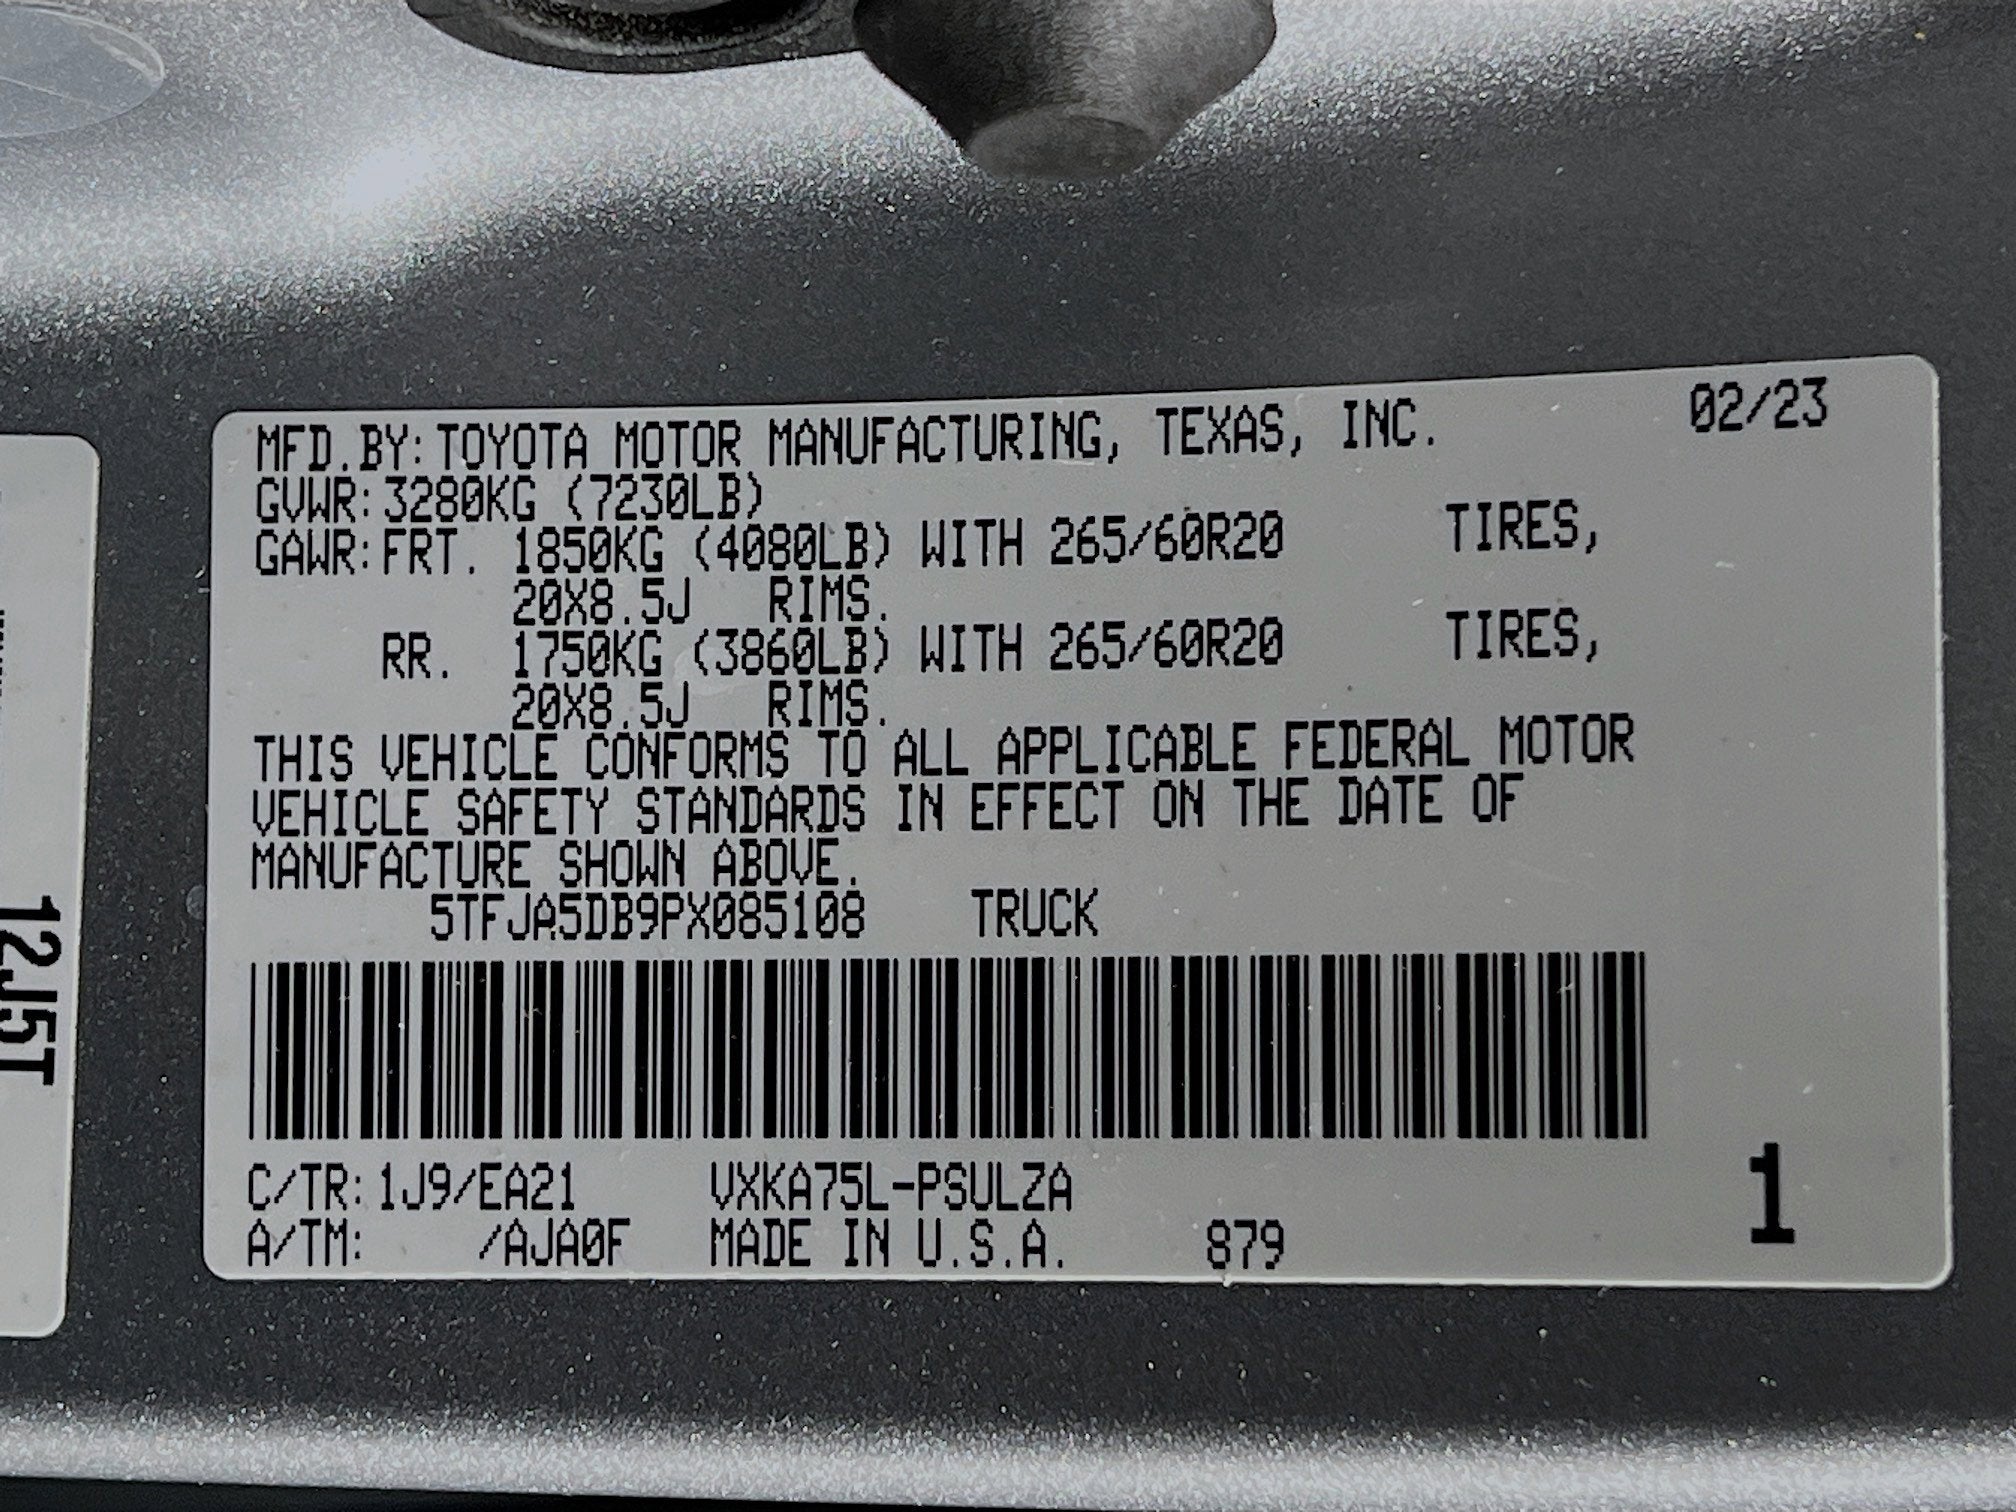 MFD.BY: TOYOTA MOTOR MANUFACTURING, TEXAS, INC. 02/23
GVWR: 3280KG (7230LB)
GAWR: FRT. 1850KG (4080LB) WITH 265/60R20 TIRES,
20X8.5J RIMS.
RR. 1750KG (3860LB) WITH 265/60R20 TIRES,
20X8.5J RIMS.
THIS VEHICLE CONFORMS TO ALL APPLICABLE FEDERAL MOTOR
VEHICLE SAFETY STANDARDS IN EFFECT ON THE DATE OF
MANUFACTURE SHOWN ABOVE.
5TFJA5DB9PX085108 TRUCK
C/TR: 1J9/EA21 VXKA75L-PSULZA
A/TM: /AJA0F MADE IN U.S.A. 879
1